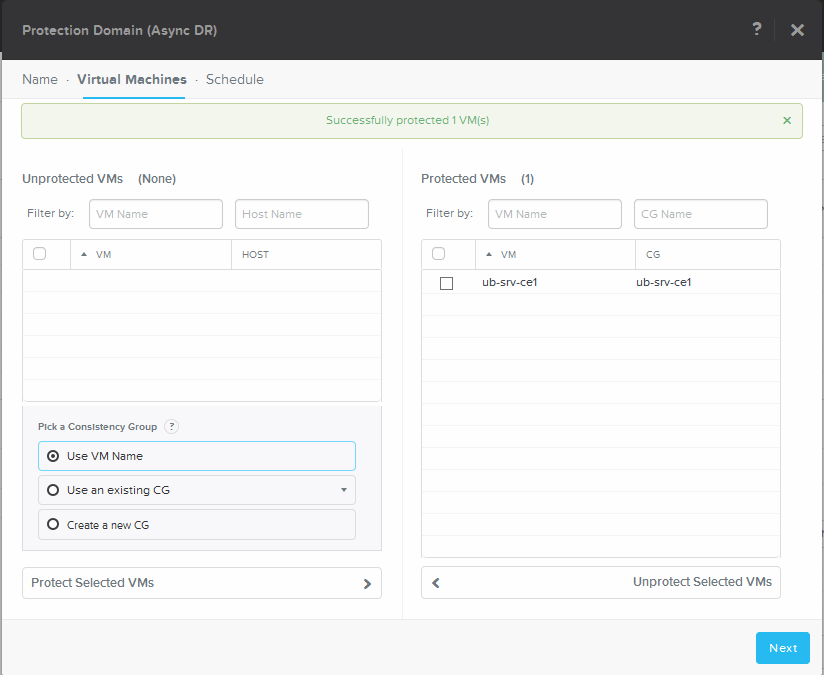 Protection Domain (Async DR)
?
Name · Virtual Machines · Schedule
Successfully protected 1 VM(s)
Unprotected VMs (None)
Filter by: VM Name Host Name
VM HOST
Pick a Consistency Group ?
Use VM Name
Use an existing CG
Create a new CG
Protect Selected VMs
Protected VMs (1)
Filter by: VM Name CG Name
VM CG
ub-srv-ce1 ub-srv-ce1
Unprotect Selected VMs
Next